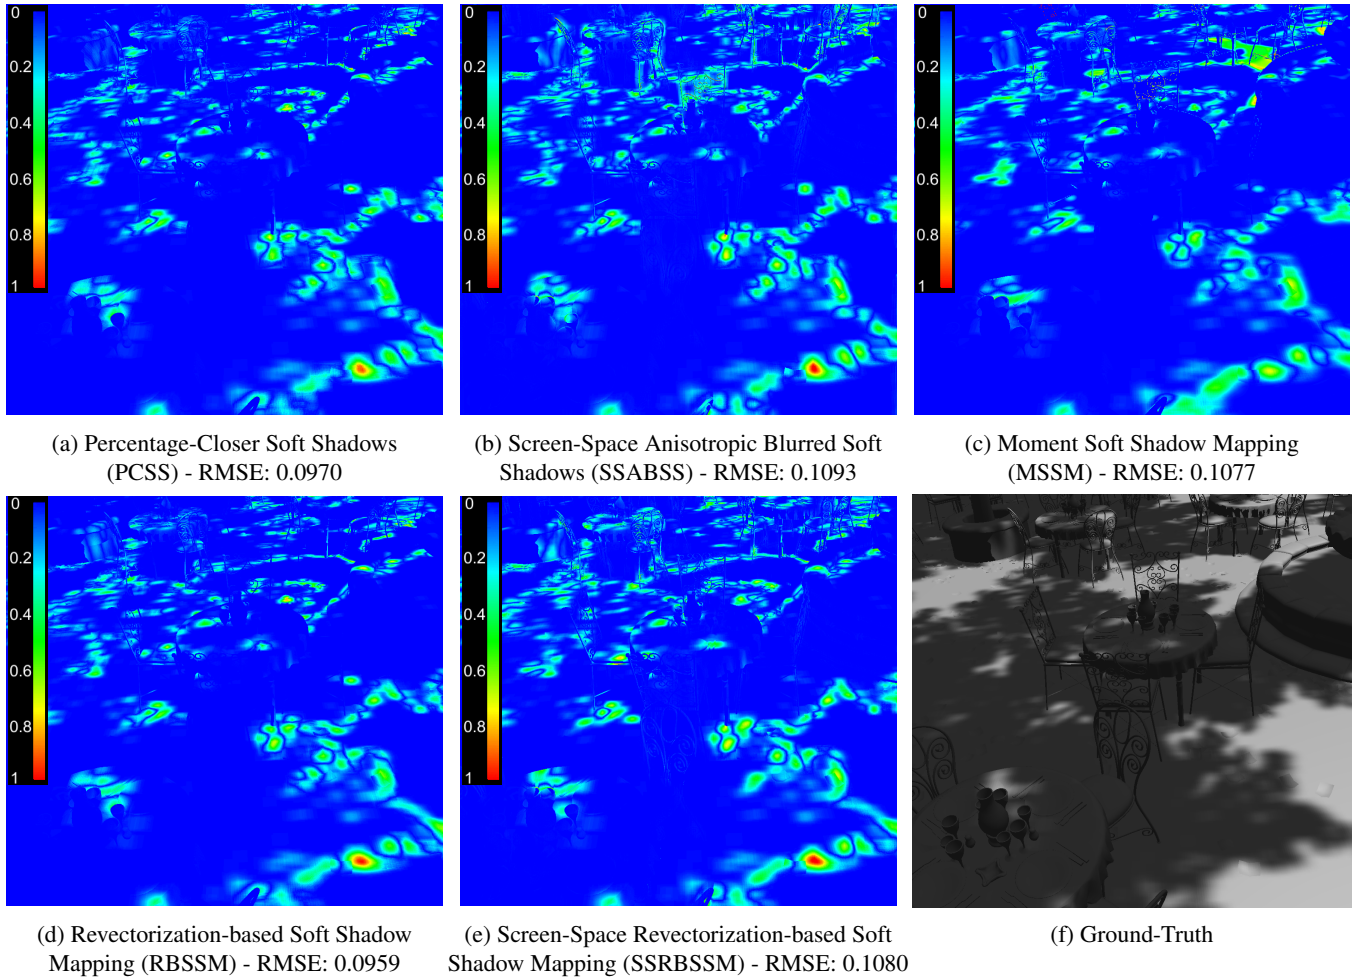 0
0.2
0.4
0.6
0.8
1
0
0.2
0.4
0.6
0.8
1
0
0.2
0.4
0.6
0.8
1
(a) Percentage-Closer Soft Shadows
(PCSS) - RMSE: 0.0970
(b) Screen-Space Anisotropic Blurred Soft
Shadows (SSABSS) - RMSE: 0.1093
(c) Moment Soft Shadow Mapping
(MSSM) - RMSE: 0.1077
0
0.2
0.4
0.6
0.8
1
0
0.2
0.4
0.6
0.8
1
(d) Revectorization-based Soft Shadow
Mapping (RBSSM) - RMSE: 0.0959
(e) Screen-Space Revectorization-based Soft
Shadow Mapping (SSRBSSM) - RMSE: 0.1080
(f) Ground-Truth